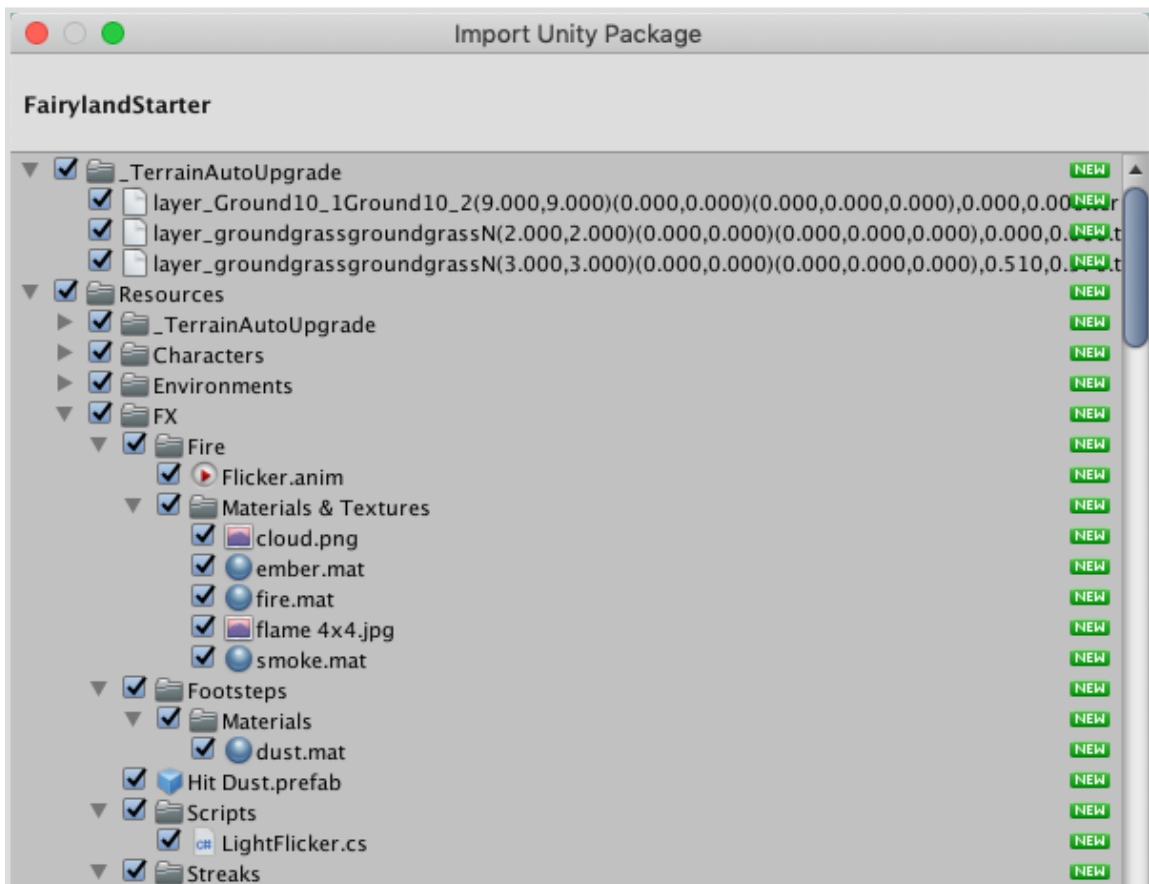 Import Unity Package
FairylandStarter
_TerrainAutoUpgrade NEW
layer_Ground10_1Ground10_2(9.000,9.000)(0.000,0.000)(0.000,0.000,0.000),0.000,0.00 NEW r
layer_groundgrassgroundgrassN(2.000,2.000)(0.000,0.000)(0.000,0.000,0.000),0.000,0. NEW .t
layer_groundgrassgroundgrassN(3.000,3.000)(0.000,0.000)(0.000,0.000,0.000),0.510,0. NEW .t
Resources NEW
_TerrainAutoUpgrade NEW
Characters NEW
Environments NEW
FX NEW
Fire NEW
Flicker.anim NEW
Materials & Textures NEW
cloud.png NEW
ember.mat NEW
fire.mat NEW
flame 4x4.jpg NEW
smoke.mat NEW
Footsteps NEW
Materials NEW
dust.mat NEW
Hit Dust.prefab NEW
Scripts NEW
c# LightFlicker.cs NEW
Streaks NEW